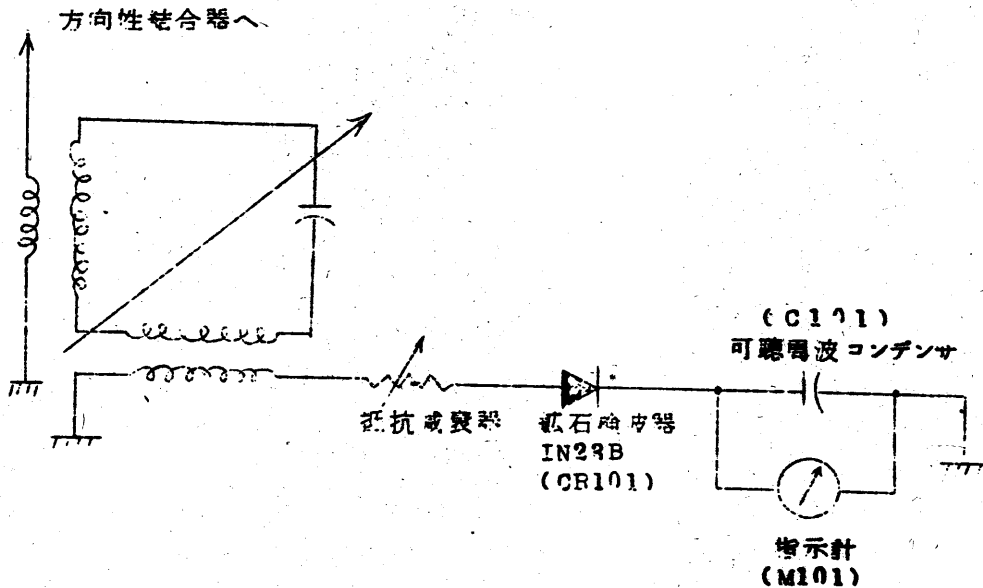 方向性結合器へ
(C101)
可聴周波コンデンサ
抵抗減衰器
鉱石検波器
IN23B
(CR101)
指示計
(M101)